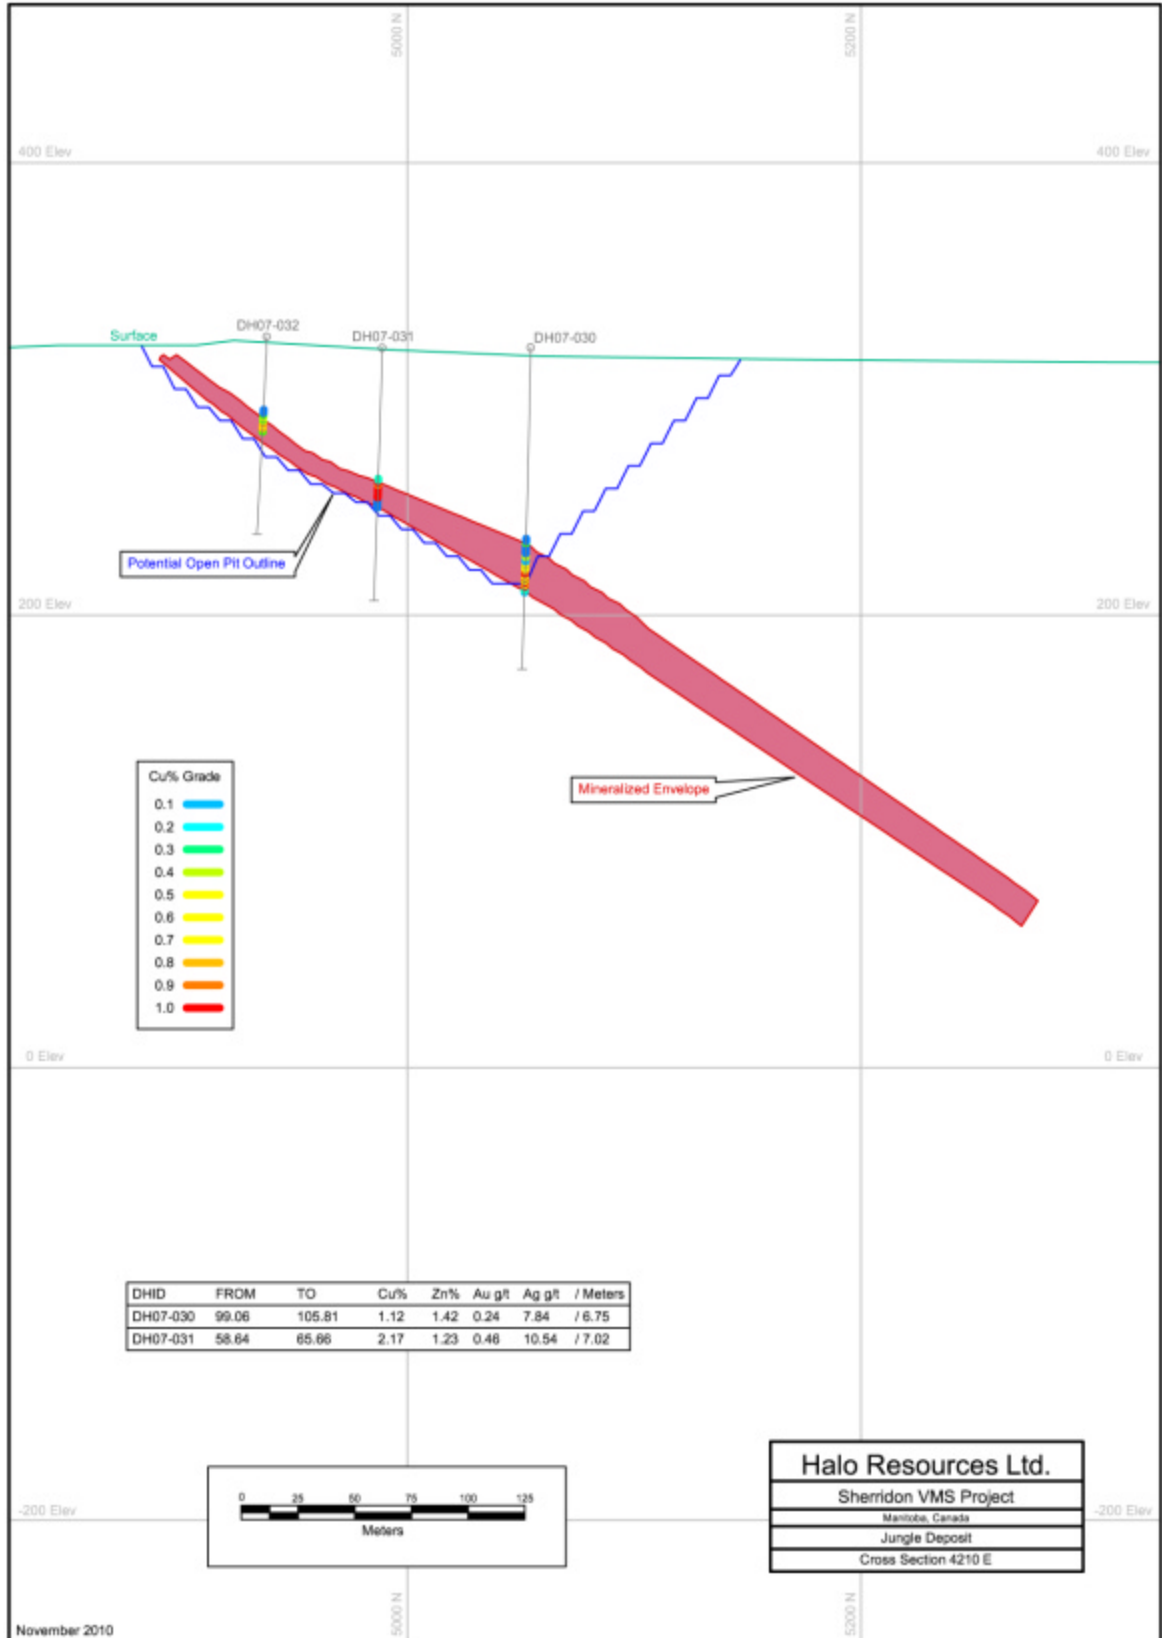 5000 N
5200 N
400 Elev
400 Elev
Surface
DH07-032
DH07-031
DH07-030
Potential Open Pit Outline
200 Elev
200 Elev
Mineralized Envelope
Cu% Grade
0.1
0.2
0.3
0.4
0.5
0.6
0.7
0.8
0.9
1.0
0 Elev
0 Elev
DHID FROM TO Cu% Zn% Au g/t Ag g/t / Meters
DH07-030 99.06 105.81 1.12 1.42 0.24 7.84 / 6.75
DH07-031 58.64 65.66 2.17 1.23 0.46 10.54 / 7.02
0 25 50 75 100 125
Meters
Halo Resources Ltd.
Sherridon VMS Project
Manitoba, Canada
Jungle Deposit
Cross Section 4210 E
-200 Elev
-200 Elev
5000 N
5200 N
November 2010